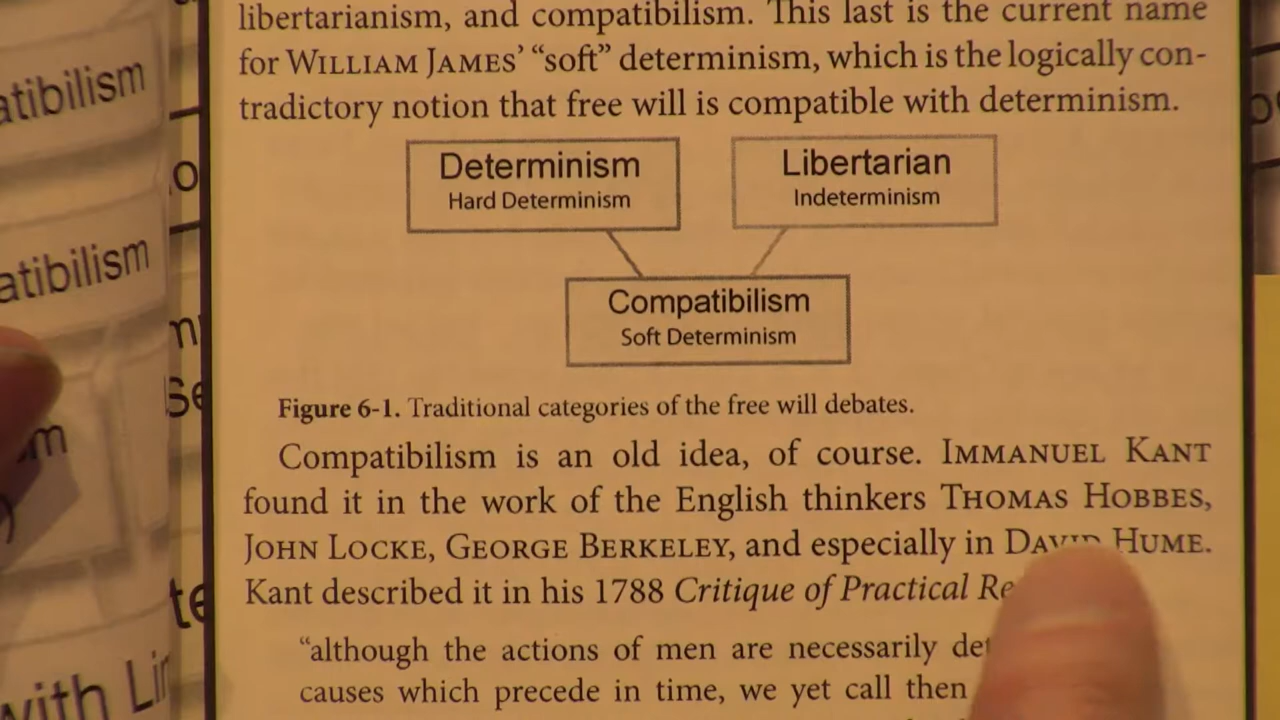 libertarianism, and compatibilism. This last is the current name
for WILLIAM JAMES’ “soft” determinism, which is the logically con-
tradictory notion that free will is compatible with determinism.
Determinism
Hard Determinism
Libertarian
Indeterminism
Compatibilism
Soft Determinism
Figure 6-1. Traditional categories of the free will debates.
Compatibilism is an old idea, of course. IMMANUEL KANT
found it in the work of the English thinkers THOMAS HOBBES,
JOHN LOCKE, GEORGE BERKELEY, and especially in DAVID HUME.
Kant described it in his 1788 Critique of Practical
“although the actions of men are necessarily
causes which precede in time, we yet call
atibilism
atibilism
with